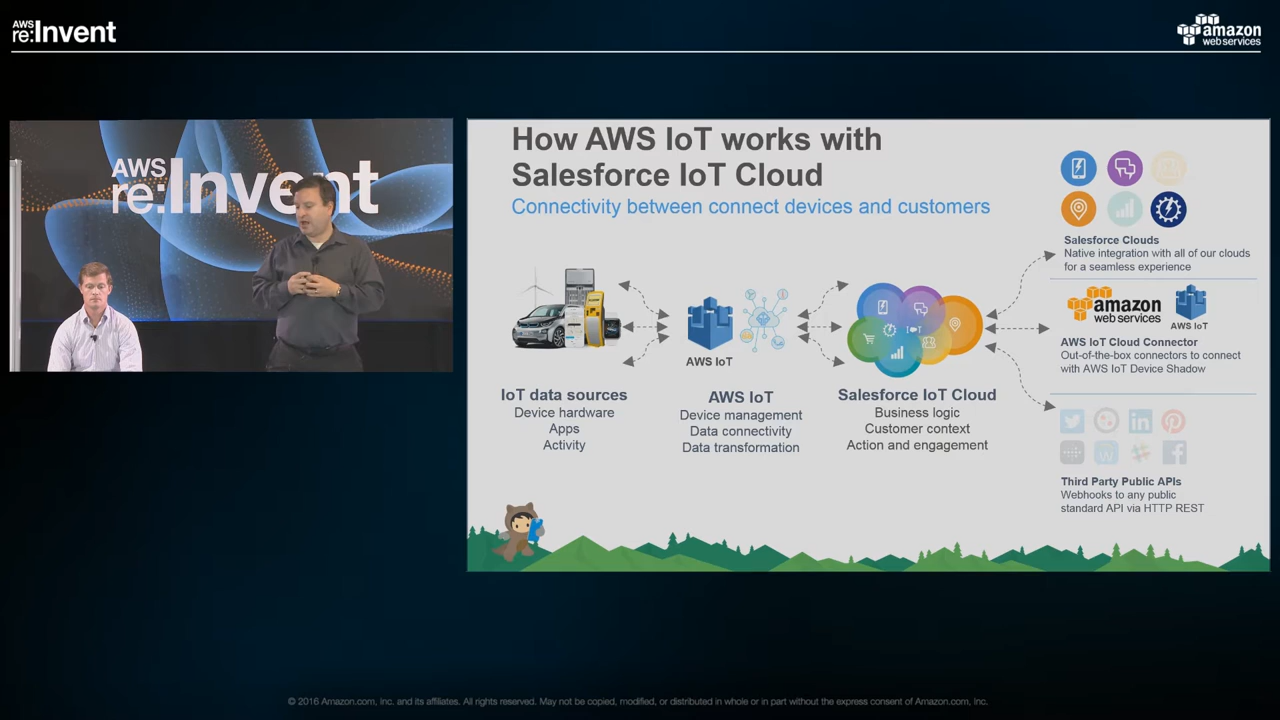 AWS
re:Invent
amazon
web services
AWS
re:Invent
How AWS IoT works with
Salesforce IoT Cloud
Connectivity between connect devices and customers
AWS IoT
IoT data sources
Device hardware
Apps
Activity
AWS IoT
Device management
Data connectivity
Data transformation
Salesforce IoT Cloud
Business logic
Customer context
Action and engagement
Salesforce Clouds
Native integration with all of our clouds
for a seamless experience
amazon
web services
AWS IoT
AWS IoT Cloud Connector
Out-of-the-box connectors to connect
with AWS IoT Device Shadow
Third Party Public APIs
Webhooks to any public
standard API via HTTP REST
© 2016 Amazon.com, Inc. and its affiliates. All rights reserved. May not be copied, modified, or distributed in whole or in part without the express consent of Amazon.com, Inc.